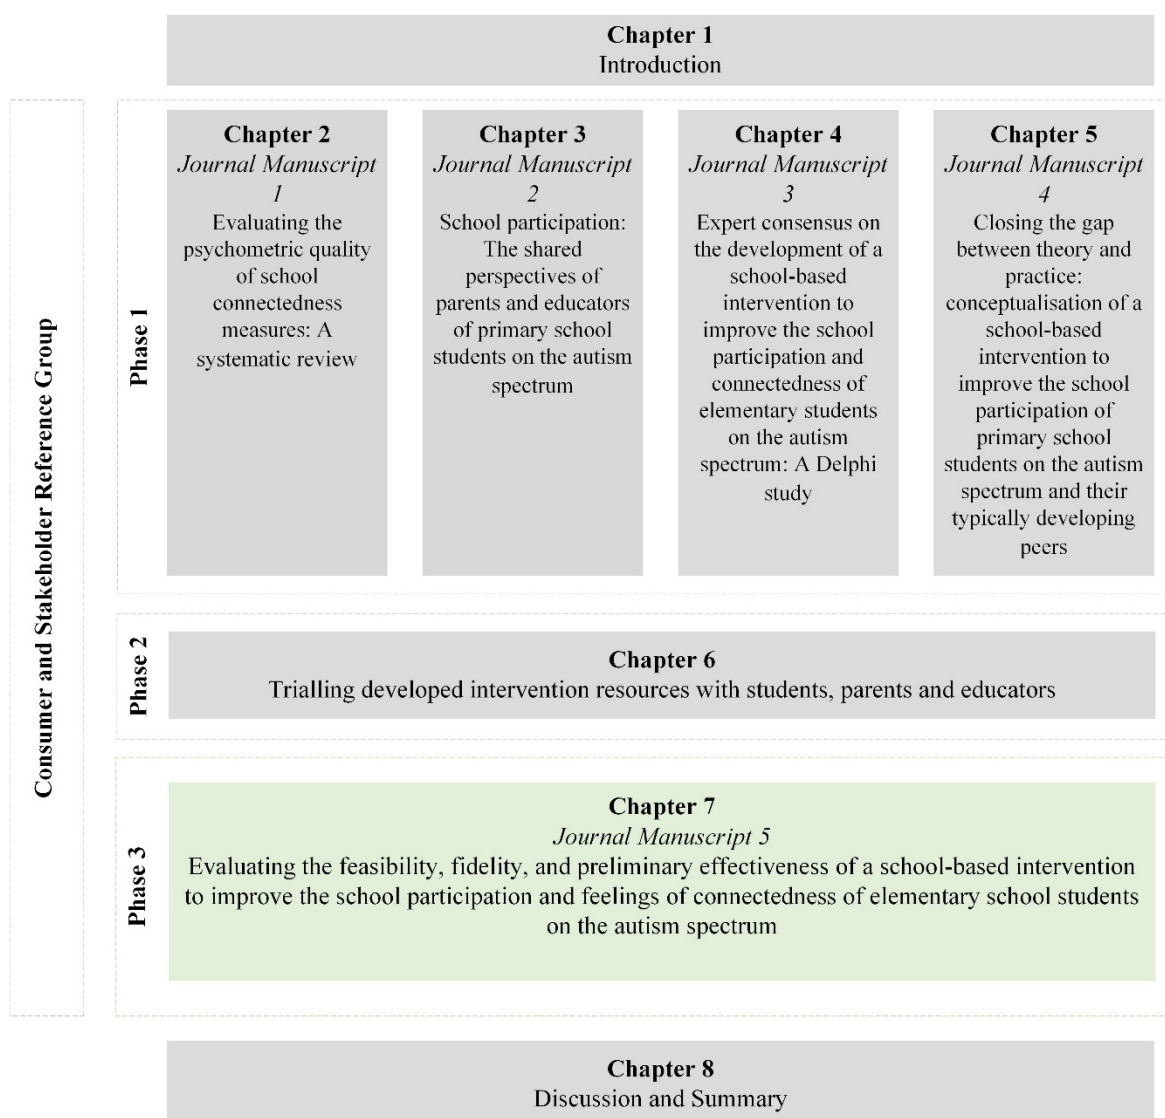 Chapter 1
Introduction
Consumer and Stakeholder Reference Group
Phase 1
Chapter 2
Journal Manuscript
1
Evaluating the
psychometric quality
of school
connectedness
measures: A
systematic review
Chapter 3
Journal Manuscript
2
School participation:
The shared
perspectives of
parents and educators
of primary school
students on the autism
spectrum
Chapter 4
Journal Manuscript
3
Expert consensus on
the development of a
school-based
intervention to
improve the school
participation and
connectedness of
elementary students
on the autism
spectrum: A Delphi
study
Chapter 5
Journal Manuscript
4
Closing the gap
between theory and
practice:
conceptualisation of a
school-based
intervention to
improve the school
participation of
primary school
students on the autism
spectrum and their
typically developing
peers
Phase 2
Chapter 6
Trialling developed intervention resources with students, parents and educators
Phase 3
Chapter 7
Journal Manuscript 5
Evaluating the feasibility, fidelity, and preliminary effectiveness of a school-based intervention
to improve the school participation and feelings of connectedness of elementary school students
on the autism spectrum
Chapter 8
Discussion and Summary